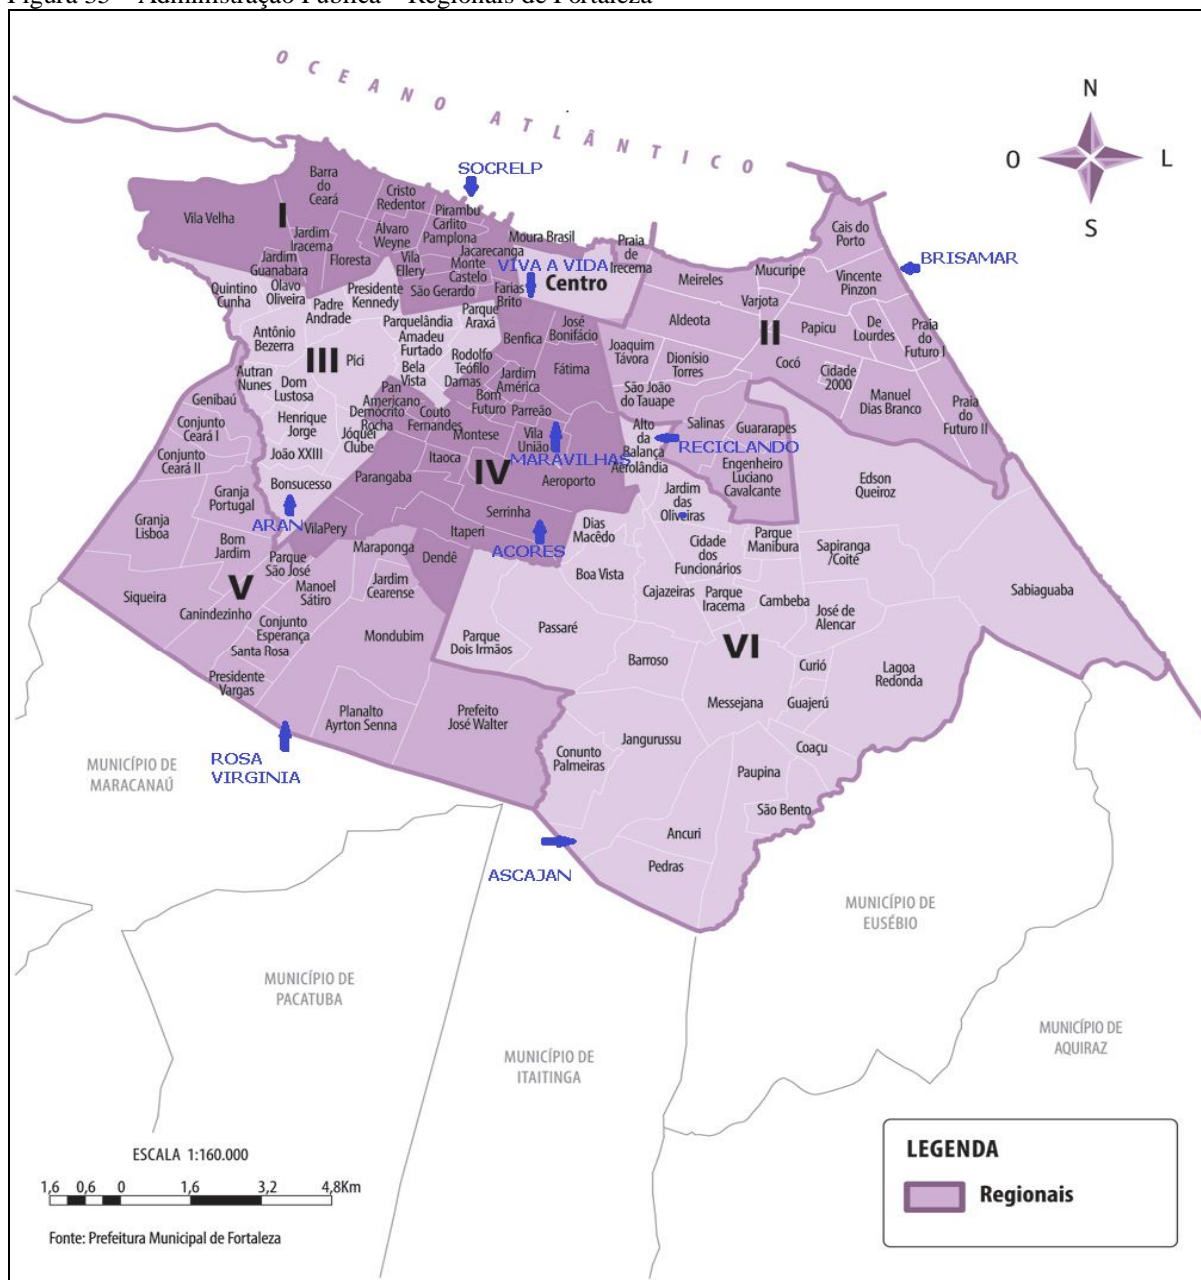 Figura 35 – Administração Pública – Regionais de Fortaleza
OCEANO ATLÂNTICO
N
O
L
S
SOCRELP
BRISAMAR
VIVA A VIDA
Centro
I
Vila Velha
Barra
do
Ceará
Cristo
Redentor
Pirambu
Carlito
Pamplona
Álvaro
Weyne
Jardim
Iracema
Jardim
Guanabara
Floresta
Vila
Ellery
Jacarecanga
Monte
Castelo
São Gerardo
Farias
Brito
Moura Brasil
Praia
de
Irecema
Meireles
Mucuripe
Cais do
Porto
Vincente
Pinzon
Varjota
Aldeota
II
Papicu
De
Lourdes
Praia
do
Futuro I
Joaquim
Távora
Dionísio
Torres
Cocó
Cidade
2000
Manuel
Dias Branco
Praia
do
Futuro II
São João
do Tauape
Salinas
Guararapes
Engenheiro
Luciano
Cavalcante
Quintino
Cunha
Olavo
Oliveira
Padre
Andrade
Presidente
Kennedy
Parque
Araxá
Parquelândia
Amadeu
Furtado
Bela
Vista
Rodolfo
Teófilo
Antônio
Bezerra
III
Pici
Autran
Nunes
Dom
Lustosa
Henrique
Jorge
Jóquei
Clube
João XXIII
Bonsucesso
ARAN
Benfica
José
Bonifácio
Fátima
Damas
Jardim
América
Bom
Futuro
Parreão
Pan
Americano
Demócrito
Rocha
Couto
Fernandes
Montese
Vila
União
MARAVILHAS
Itaoca
IV
Aeroporto
Parangaba
Serrinha
VilaPery
Itaperi
ACORES
Dendê
Alto
da
Balança
Aerolândia
RECICLANDO
Genibaú
Conjunto
Ceará I
Conjunto
Ceará II
Granja
Portugal
Granja
Lisboa
Bom
Jardim
Parque
São José
Maraponga
Manoel
Sátiro
Jardim
Cearense
V
Siqueira
Canindezinho
Conjunto
Esperança
Santa Rosa
Mondubim
Presidente
Vargas
Planalto
Ayrton Senna
Prefeito
José Walter
ROSA
VIRGINIA
Jardim
das
Oliveiras
Dias
Macêdo
Cidade
dos
Funcionários
Parque
Manibura
Edson
Queiroz
Sapiranga
/Coité
Sabiaguaba
Boa Vista
Cajazeiras
Parque
Iracema
Cambeba
José de
Alencar
Passaré
Parque
Dois Irmãos
VI
Barroso
Curió
Lagoa
Redonda
Messejana
Guajerú
Jangurussu
Conunto
Palmeiras
Coaçu
Paupina
São Bento
Ancuri
Pedras
ASCAJAN
MUNICÍPIO DE
MARACANAÚ
MUNICÍPIO DE
PACATUBA
MUNICÍPIO DE
ITAITINGA
MUNICÍPIO DE
EUSÉBIO
MUNICÍPIO DE
AQUIRAZ
ESCALA 1:160.000
1,6 0,6 0 1,6 3,2 4,8Km
Fonte: Prefeitura Municipal de Fortaleza
LEGENDA
Regionais